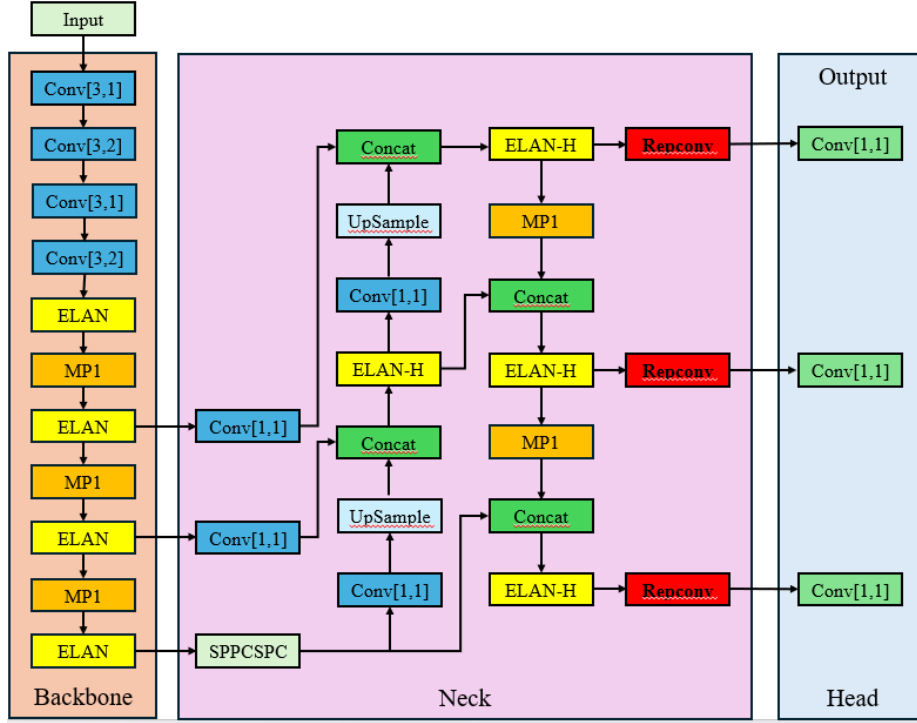 Input
Conv[3,1]
Conv[3,2]
Conv[3,1]
Conv[3,2]
ELAN
MP1
ELAN
MP1
ELAN
MP1
ELAN
Backbone
Conv[1,1]
Conv[1,1]
SPPCSPC
Concat
UpSample
Conv[1,1]
ELAN-H
Concat
UpSample
Conv[1,1]
ELAN-H
MP1
Concat
ELAN-H
MP1
Concat
ELAN-H
Repconv
Repconv
Repconv
Neck
Output
Conv[1,1]
Conv[1,1]
Conv[1,1]
Head